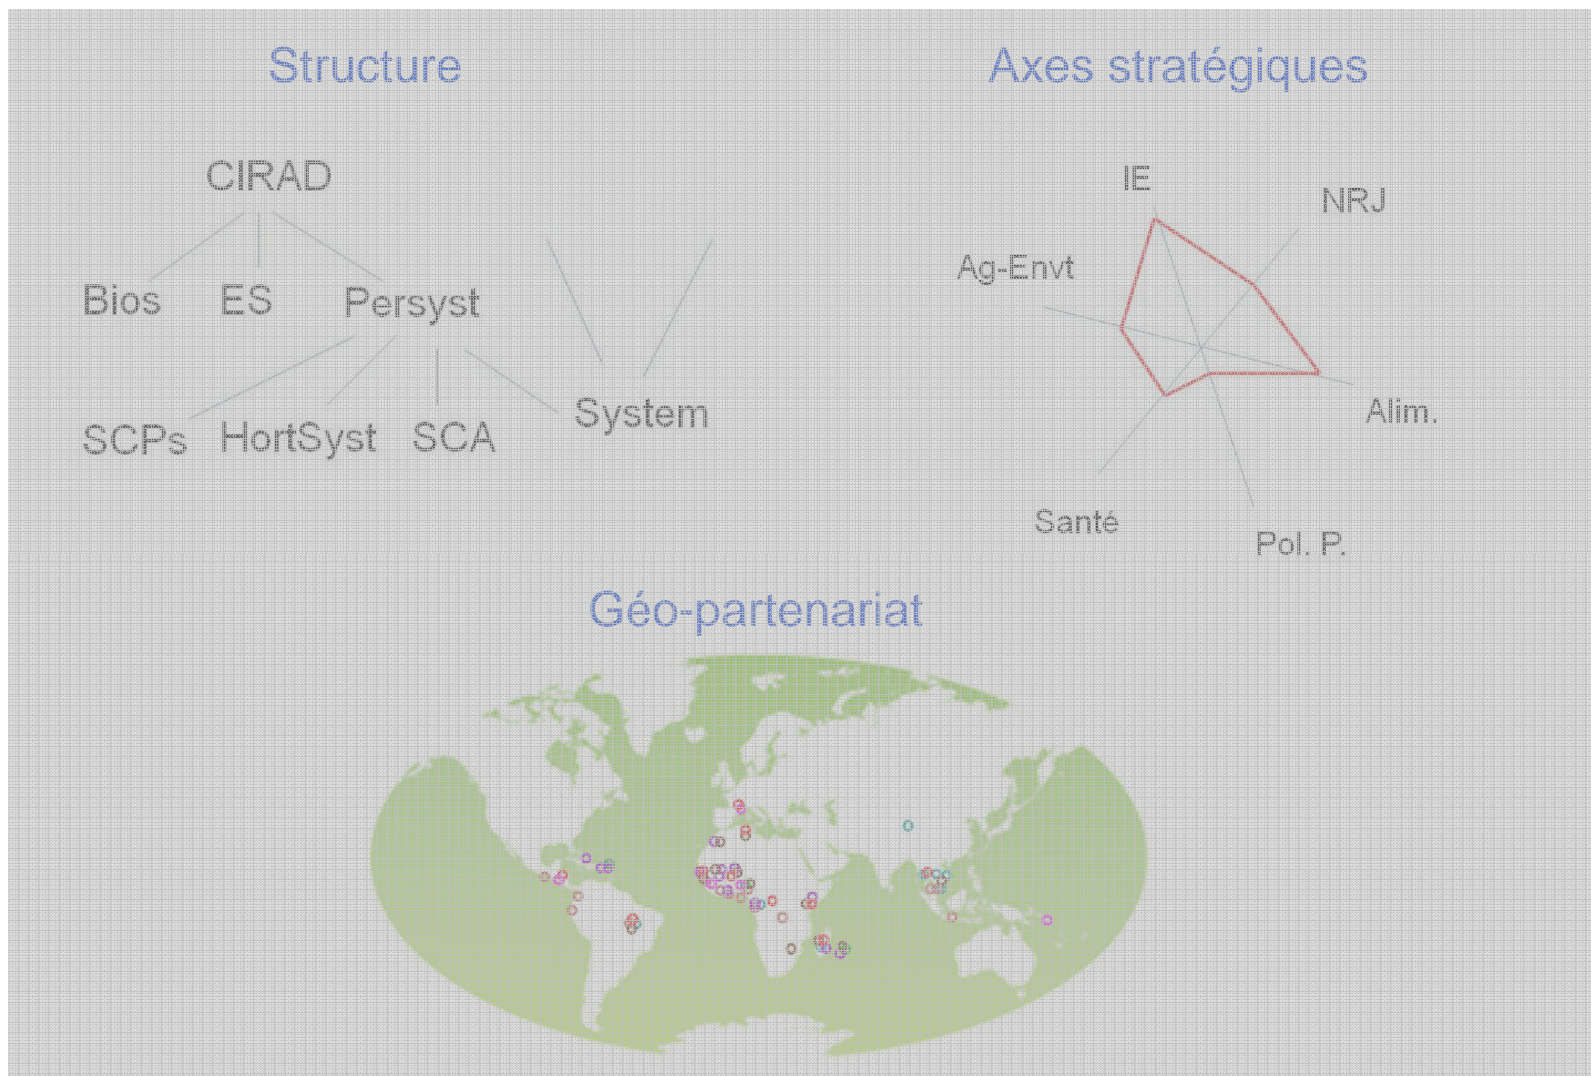 Structure
Axes stratégiques
CIRAD
Bios
ES
Persyst
SCPs
HortSyst
SCA
System
IE
NRJ
Ag-Envt
Alim.
Santé
Pol. P.
Géo-partenariat